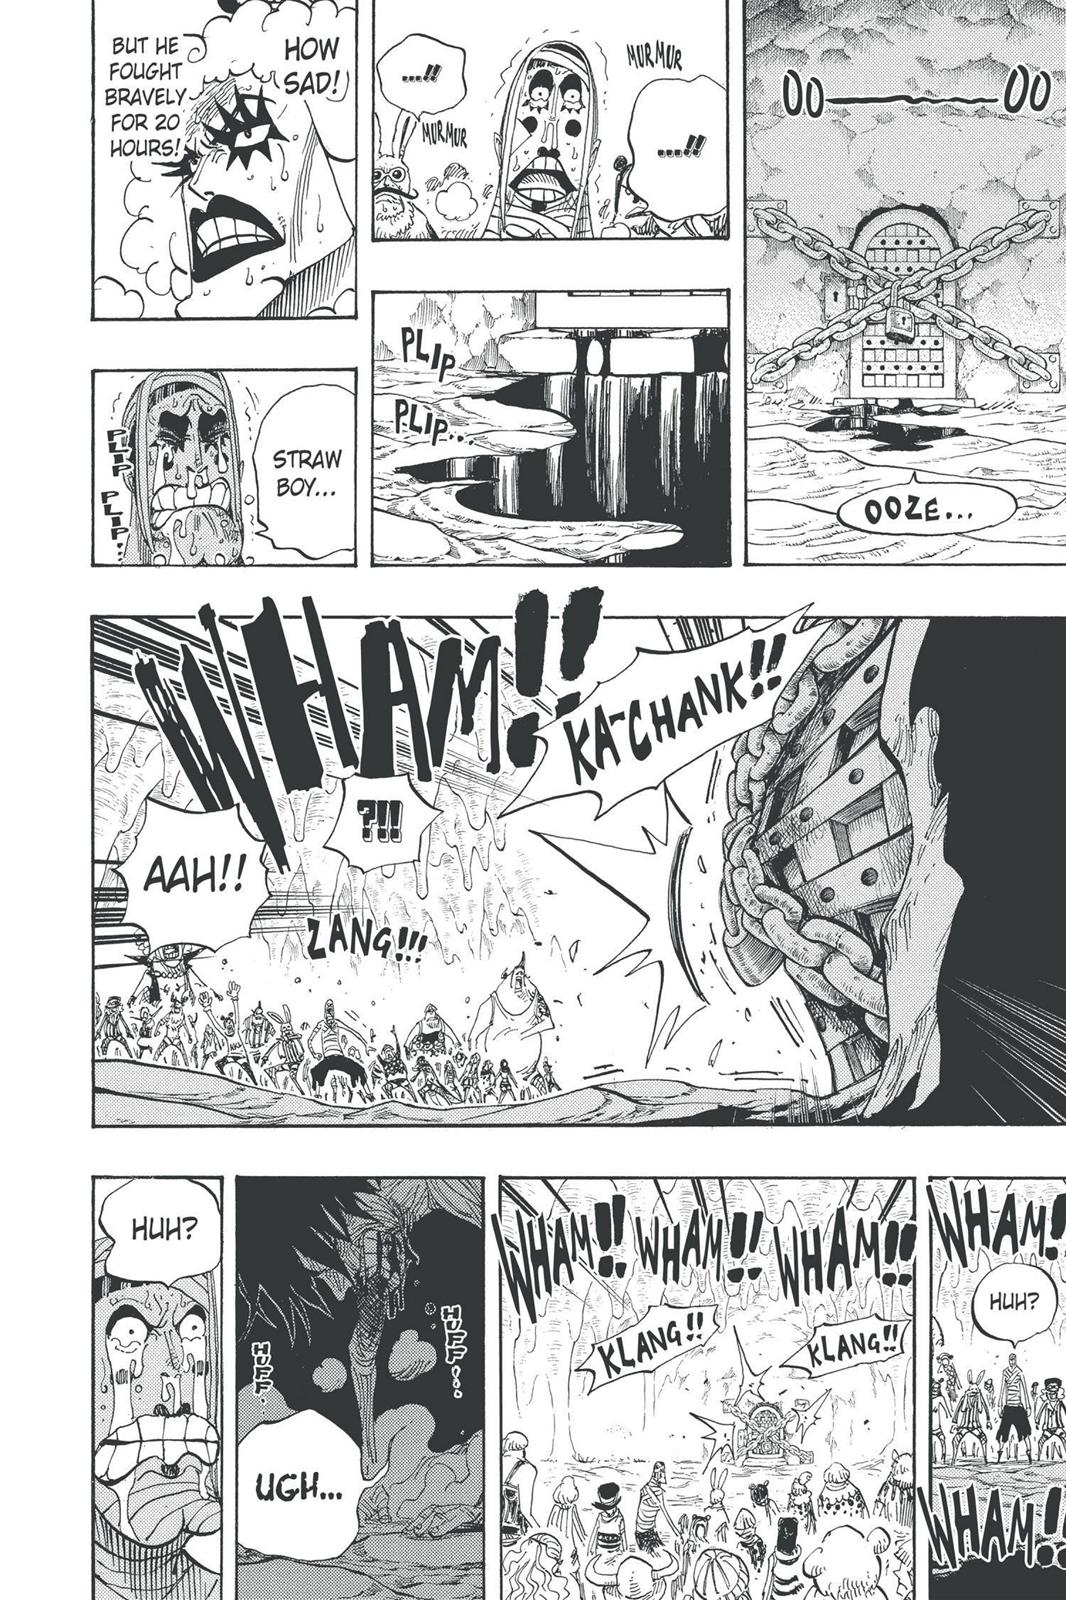 OO OO
OOZE...
MURMUR
....!!
MURMUR
....!!
HOW
SAD!
BUT HE
FOUGHT
BRAVELY
FOR 20
HOURS!
PLIP
PLIP...
STRAW
BOY...
PLIP
PLIP...
KA-CHANK!!
WHAM!!
?!!
AAH!!
ZANG!!!
WHAM!!
HUH?
WHAM!!
WHAM!! WHAM!! WHAM!!
KLANG!!
KLANG!!
HUFF...
HUFF
UGH...
HUH?